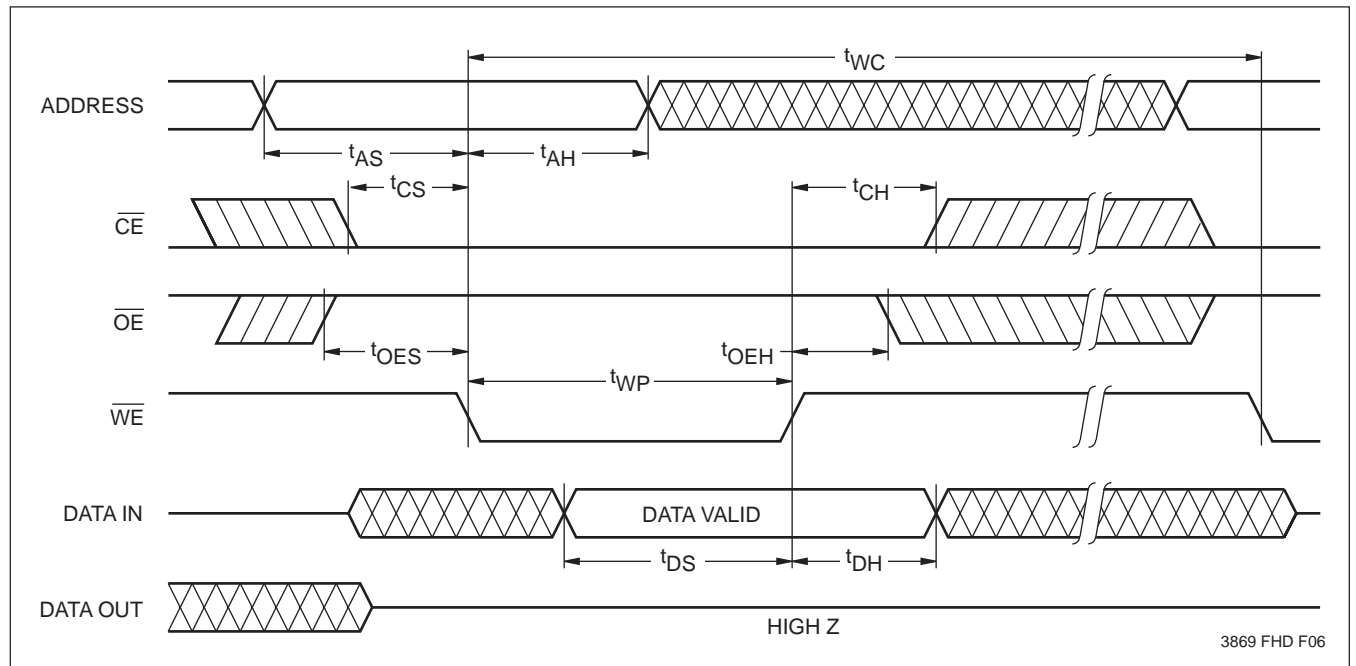 tWC
ADDRESS
tAS
tAH
tCS
tCH
CE
OE
tOES
tOEH
tWP
WE
DATA IN
DATA VALID
tDS
tDH
DATA OUT
HIGH Z
3869 FHD F06